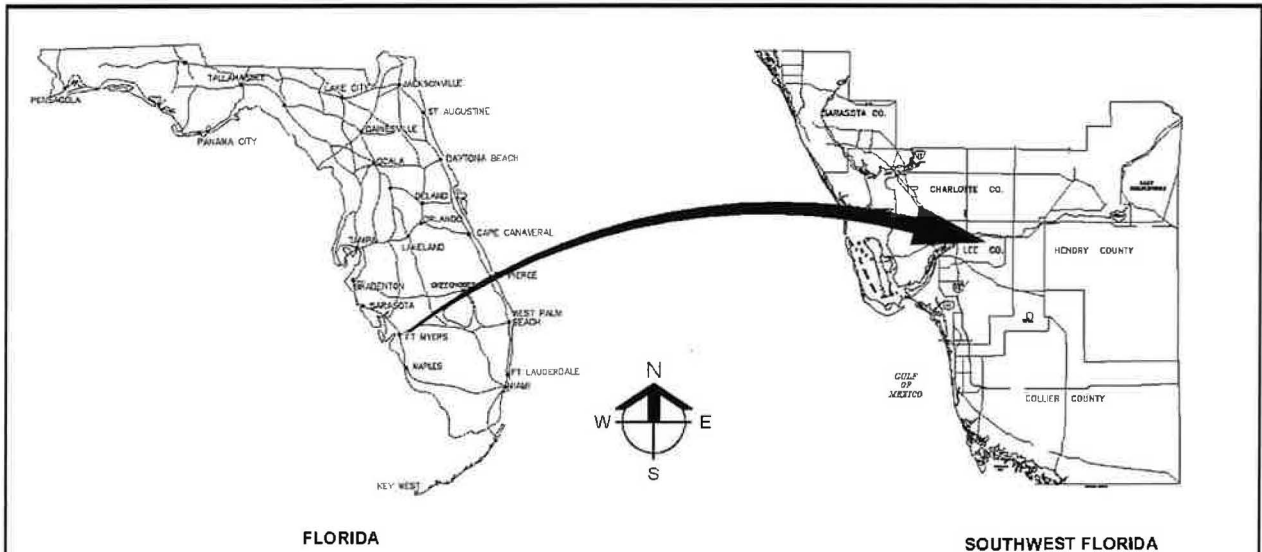 TALLAHASSEE
LAKE CITY
JACKSONVILLE
PENSACOLA
ST AUGUSTINE
PANAMA CITY
GAINESVILLE
OCALA
DAYTONA BEACH
DELAND
ORLANDO
TAMPA
LAKELAND
CAPE CANAVERAL
PIERCE
BRADENTON
OKEECHOBEE
SARASOTA
WEST PALM
BEACH
FT MYERS
NAPLES
FT LAUDERDALE
MIAMI
KEY WEST
FLORIDA
N
W
E
S
SARASOTA CO.
CHARLOTTE CO.
LEE CO.
HENDRY COUNTY
GULF
OF
MEXICO
COLLIER COUNTY
SOUTHWEST FLORIDA